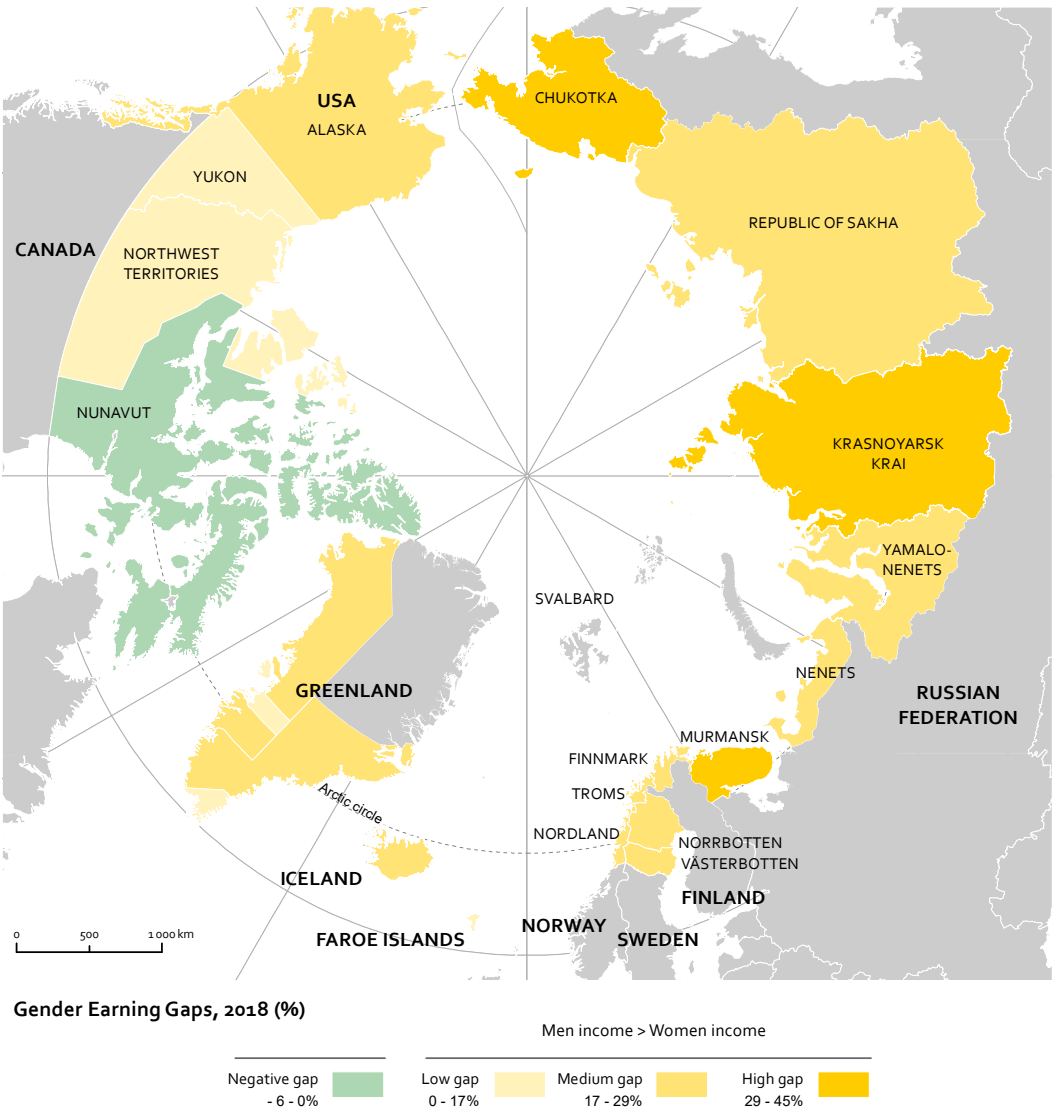 USA
ALASKA
CHUKOTKA
YUKON
REPUBLIC OF SAKHA
CANADA
NORTHWEST
TERRITORIES
NUNAVUT
KRASNOYARSK
KRAI
YAMALO-
NENETS
SVALBARD
NENETS
GREENLAND
RUSSIAN
FEDERATION
MURMANSK
FINNMARK
TROMS
Arctic circle
NORDLAND
NORRBOTTEN
VÄSTERBOTTEN
ICELAND
FINLAND
NORWAY
FAROE ISLANDS
SWEDEN
0 500 1 000 km
Gender Earning Gaps, 2018 (%)
Men income > Women income
Negative gap
- 6 - 0%
Low gap
0 - 17%
Medium gap
17 - 29%
High gap
29 - 45%